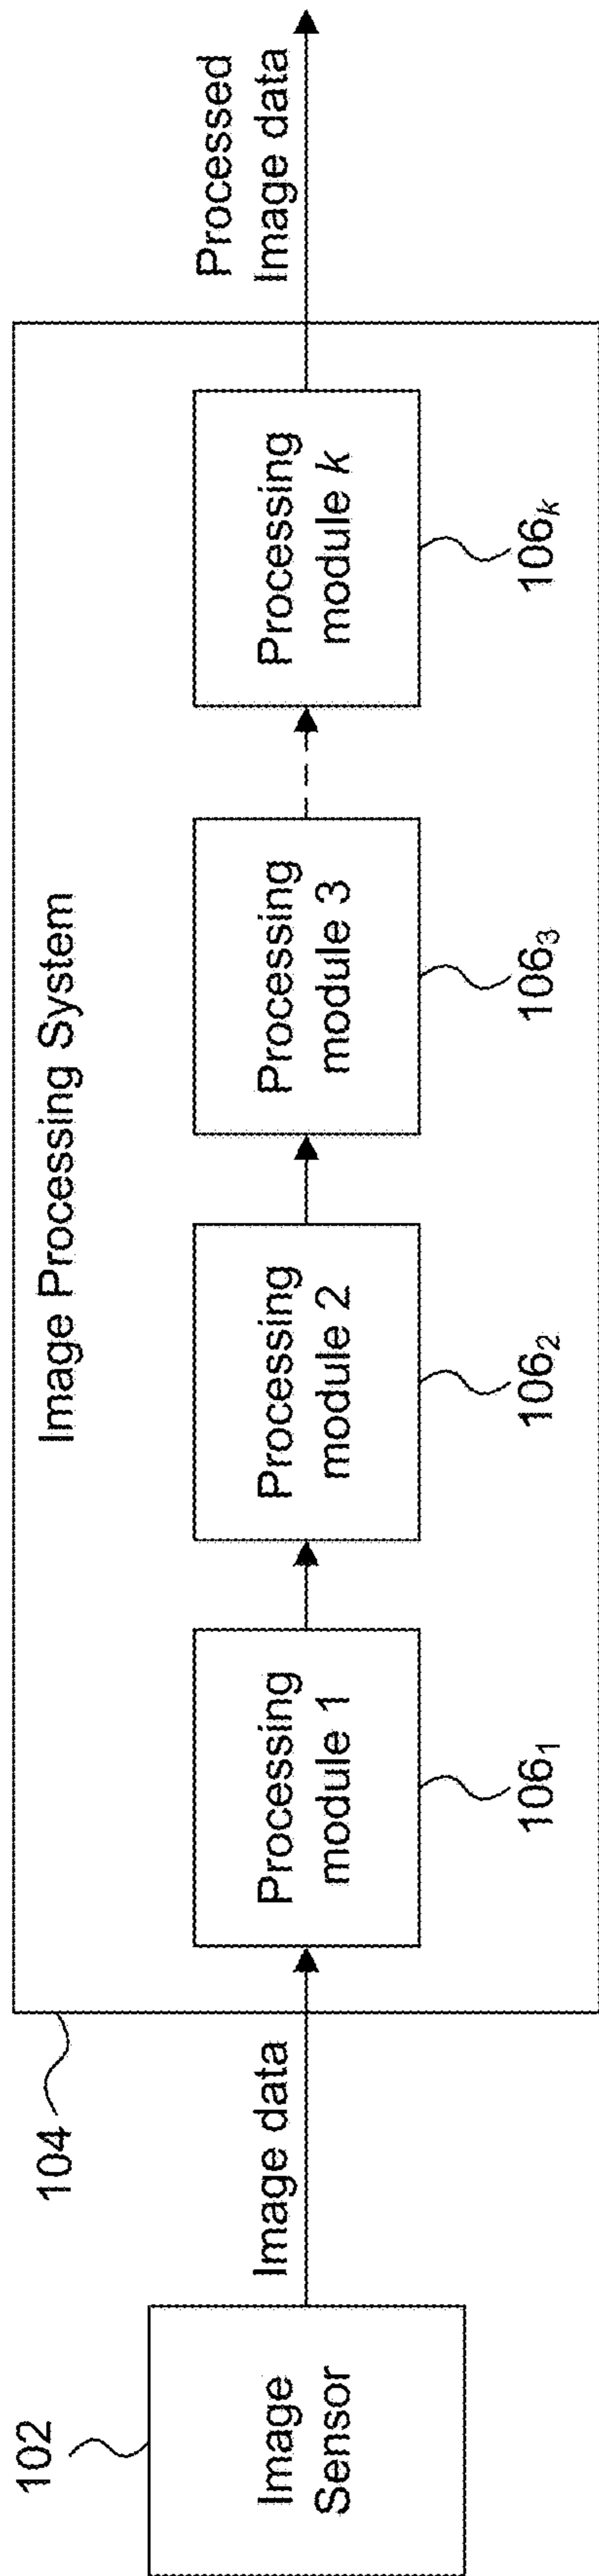 102
Image
Sensor
Image data
104
Image Processing System
Processing
module 1
106₁
Processing
module 2
106₂
Processing
module 3
106₃
Processing
module k
106ₖ
Processed
Image data